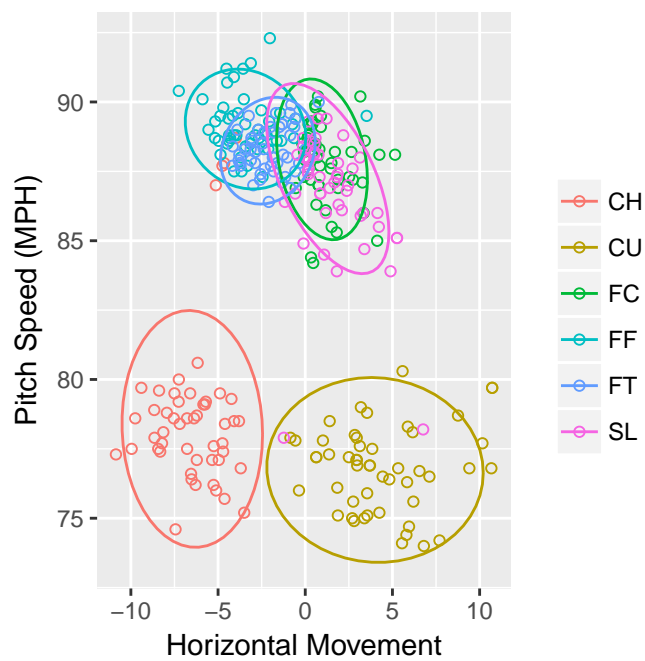 Pitch Speed (MPH)
90
85
80
75
−10
−5
0
5
10
Horizontal Movement
CH
CU
FC
FF
FT
SL